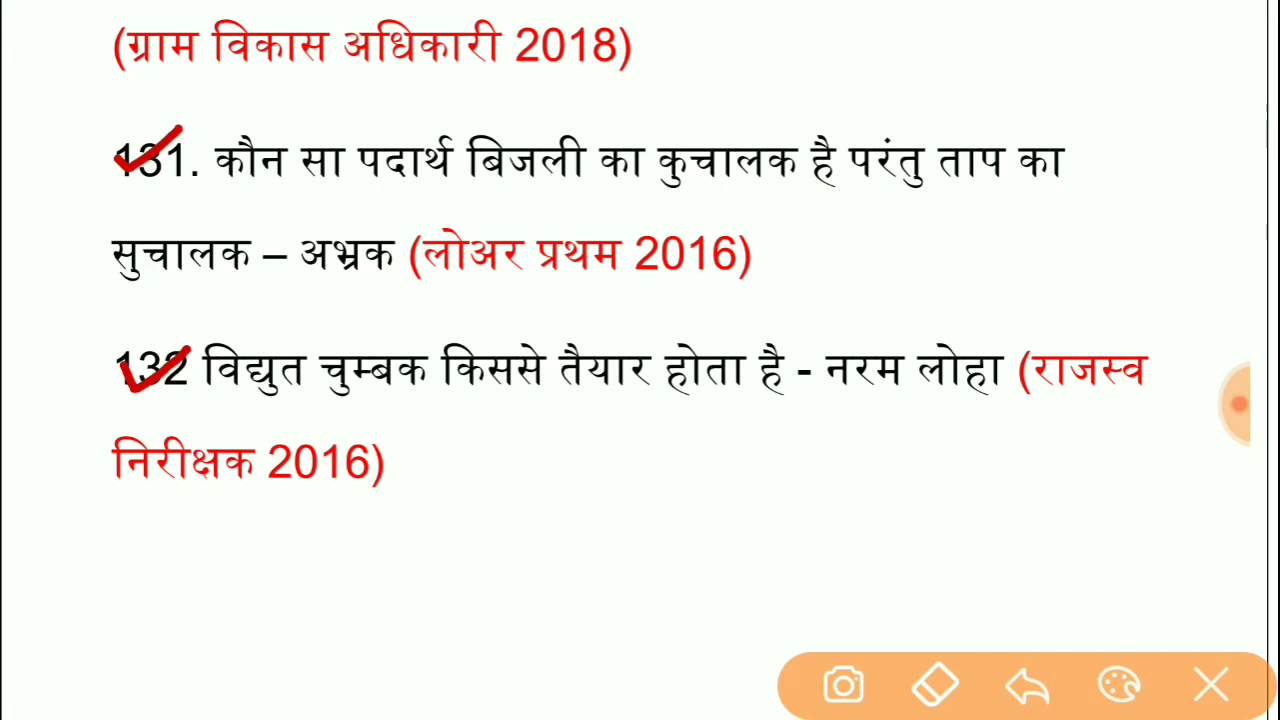 (ग्राम विकास अधिकारी 2018)
131. कौन सा पदार्थ बिजली का कुचालक है परंतु ताप का
सुचालक – अभ्रक (लोअर प्रथम 2016)
132 विद्युत चुम्बक किससे तैयार होता है - नरम लोहा (राजस्व
निरीक्षक 2016)